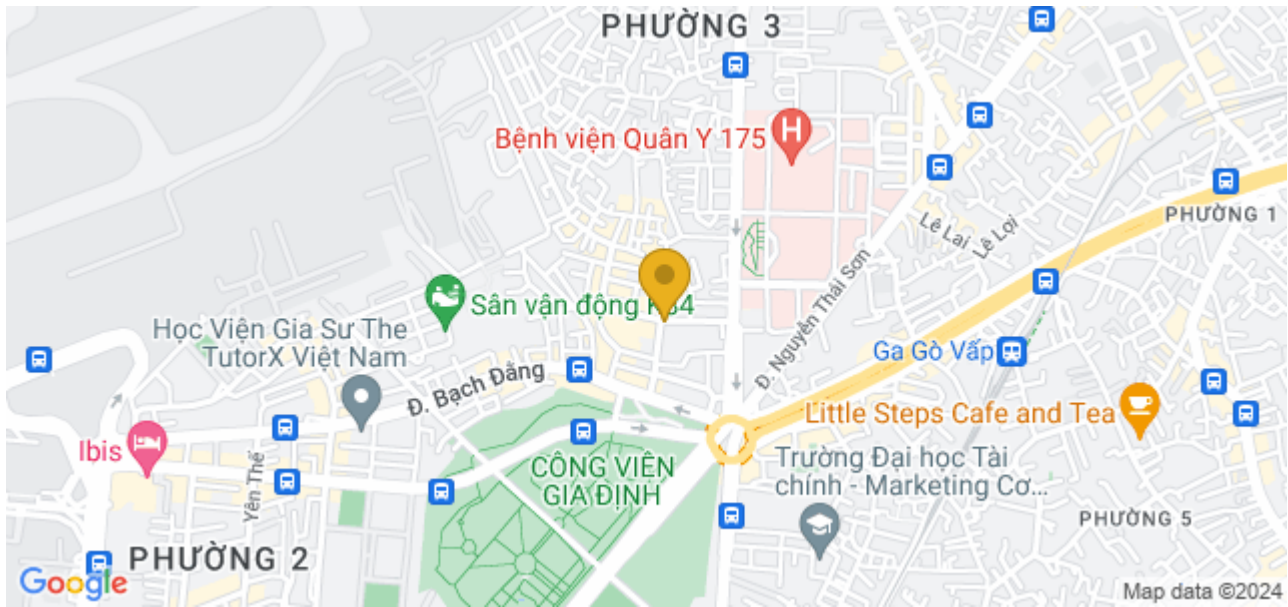 PHƯỜNG 3
Bệnh viện Quân Y 175
PHƯỜNG 1
Lê Lai
Lê Lợi
Sân vận động
Đ. Nguyễn Thái Sơn
Học Viện Gia Sư The
TutorX Việt Nam
Ga Gò Vấp
Đ. Bạch Đằng
Little Steps Cafe and Tea
Ibis
CÔNG VIÊN
GIA ĐỊNH
Trường Đại học Tài
chính - Marketing Cơ...
Yên Thế
PHƯỜNG 5
PHƯỜNG 2
Google
Map data ©2024